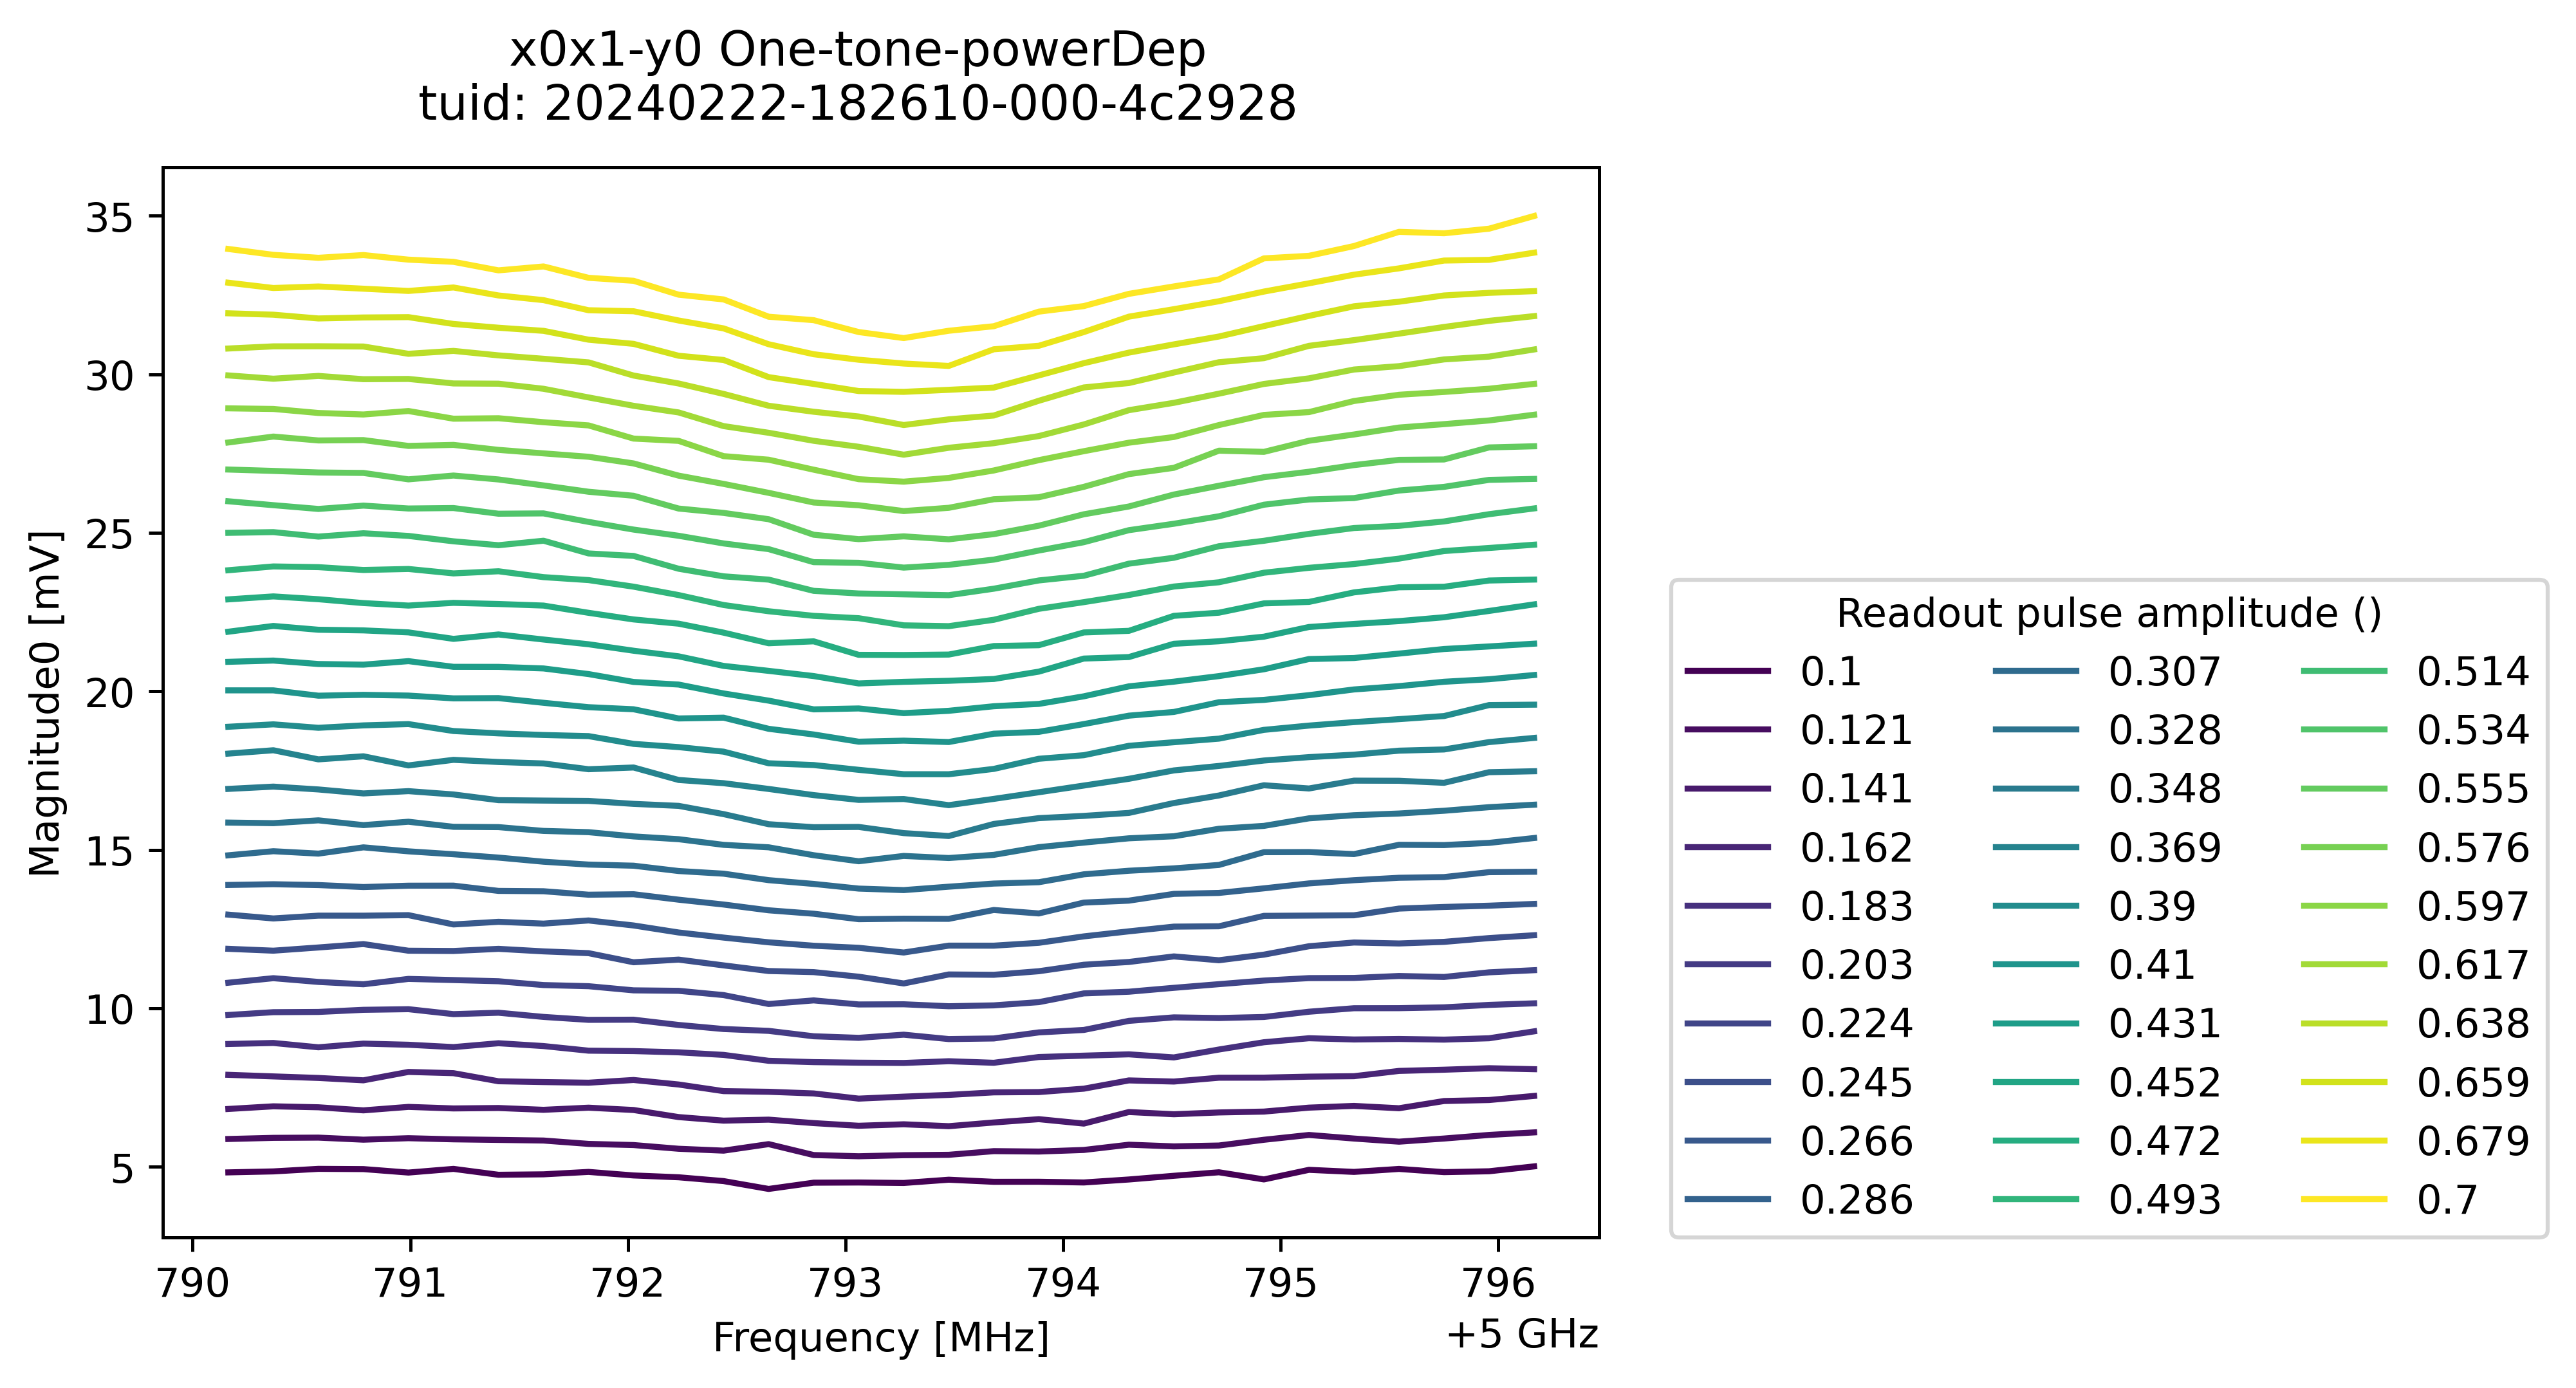 x0x1-y0 One-tone-powerDep
tuid: 20240222-182610-000-4c2928
Magnitude0 [mV]
35
30
25
20
15
10
5
790 791 792 793 794 795 796
Frequency [MHz]
+5 GHz
Readout pulse amplitude ()
0.1 0.307 0.514
0.121 0.328 0.534
0.141 0.348 0.555
0.162 0.369 0.576
0.183 0.39 0.597
0.203 0.41 0.617
0.224 0.431 0.638
0.245 0.452 0.659
0.266 0.472 0.679
0.286 0.493 0.7